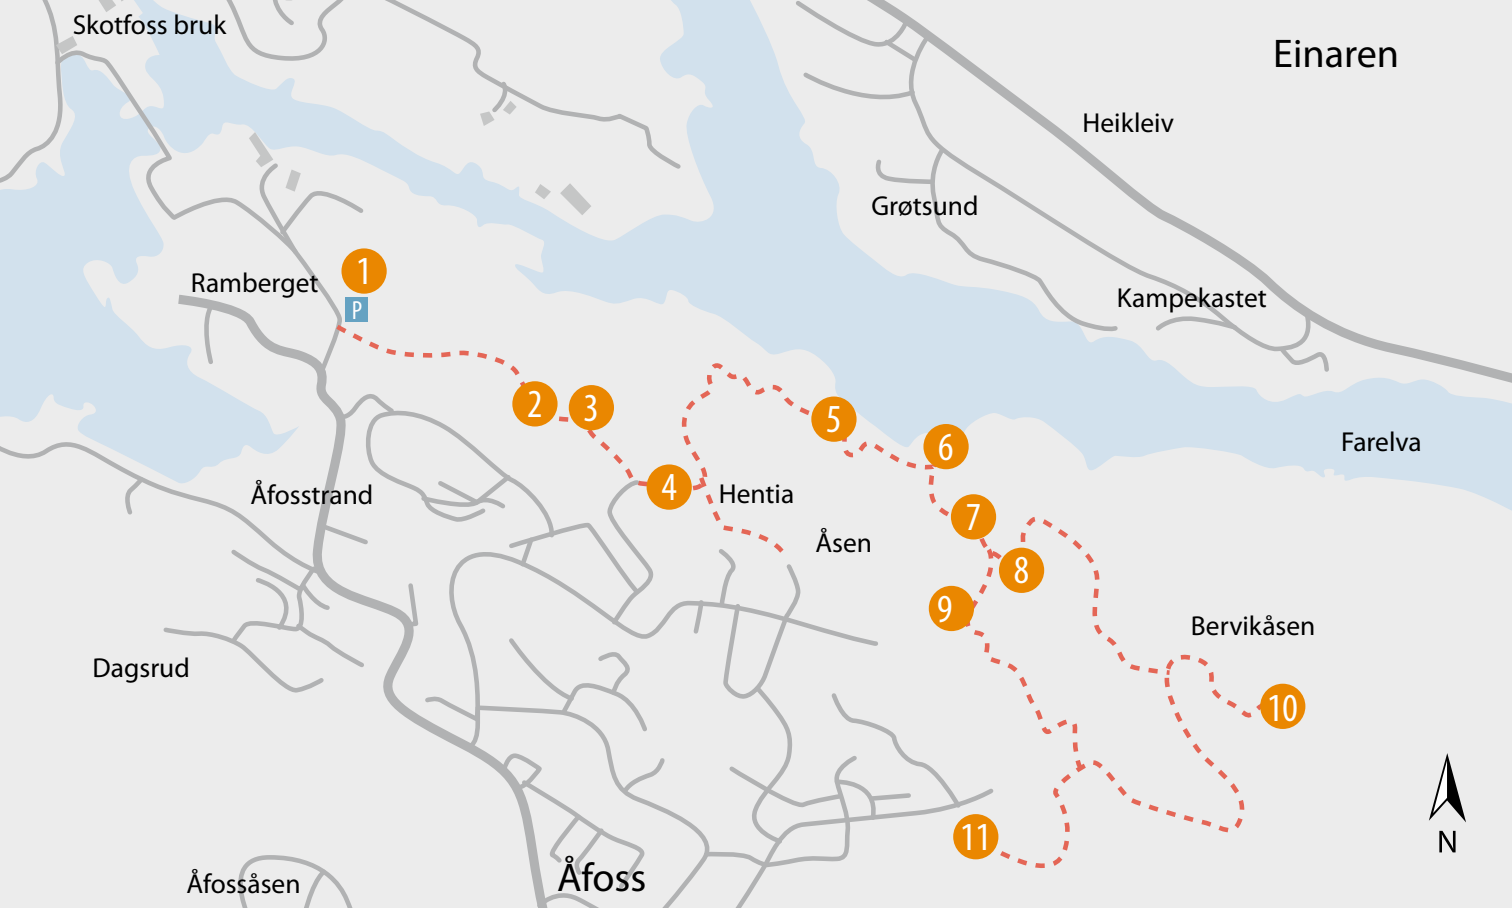 Skotfoss bruk
Einaren
Heikleiv
Grøtsund
1
Ramberget
P
Kampekastet
2
3
5
6
Farelva
4
Hentia
Åfosstrand
7
Åsen
8
9
Bervikåsen
Dagsrud
10
11
N
Åfoss
Åfossåsen